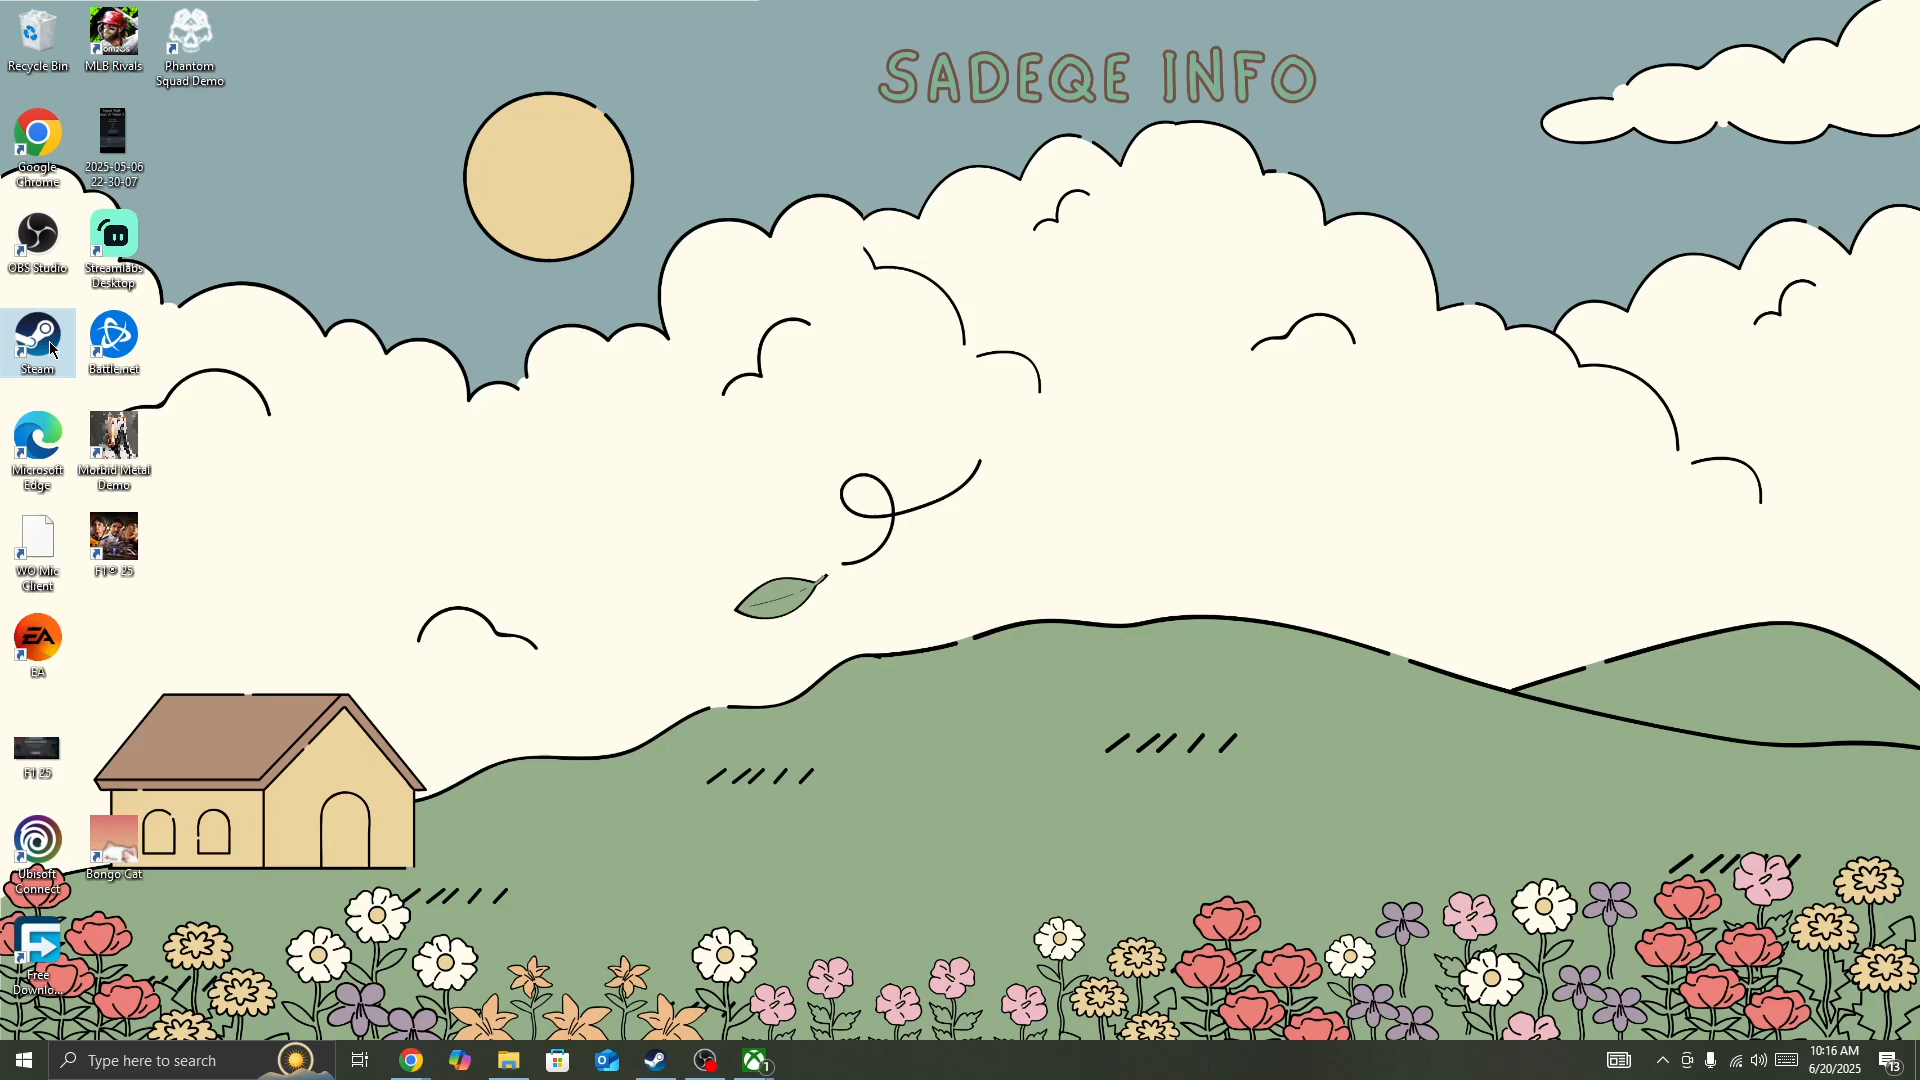 SADEQE INFO
Recycle Bin
MLB Rivals
Phantom
Squad Demo
Google
Chrome
2025-05-06
22-30-07
OBS Studio
Streamlabs
Desktop
Steam
Battle.net
Microsoft
Edge
Morbid Metal
Demo
WO Mic
Client
F1® 25
EA
EA
F1 25
Ubisoft
Connect
Bongo Cat
Free
Downlo...
Type here to search
1
10:16 AM
6/20/2025
13